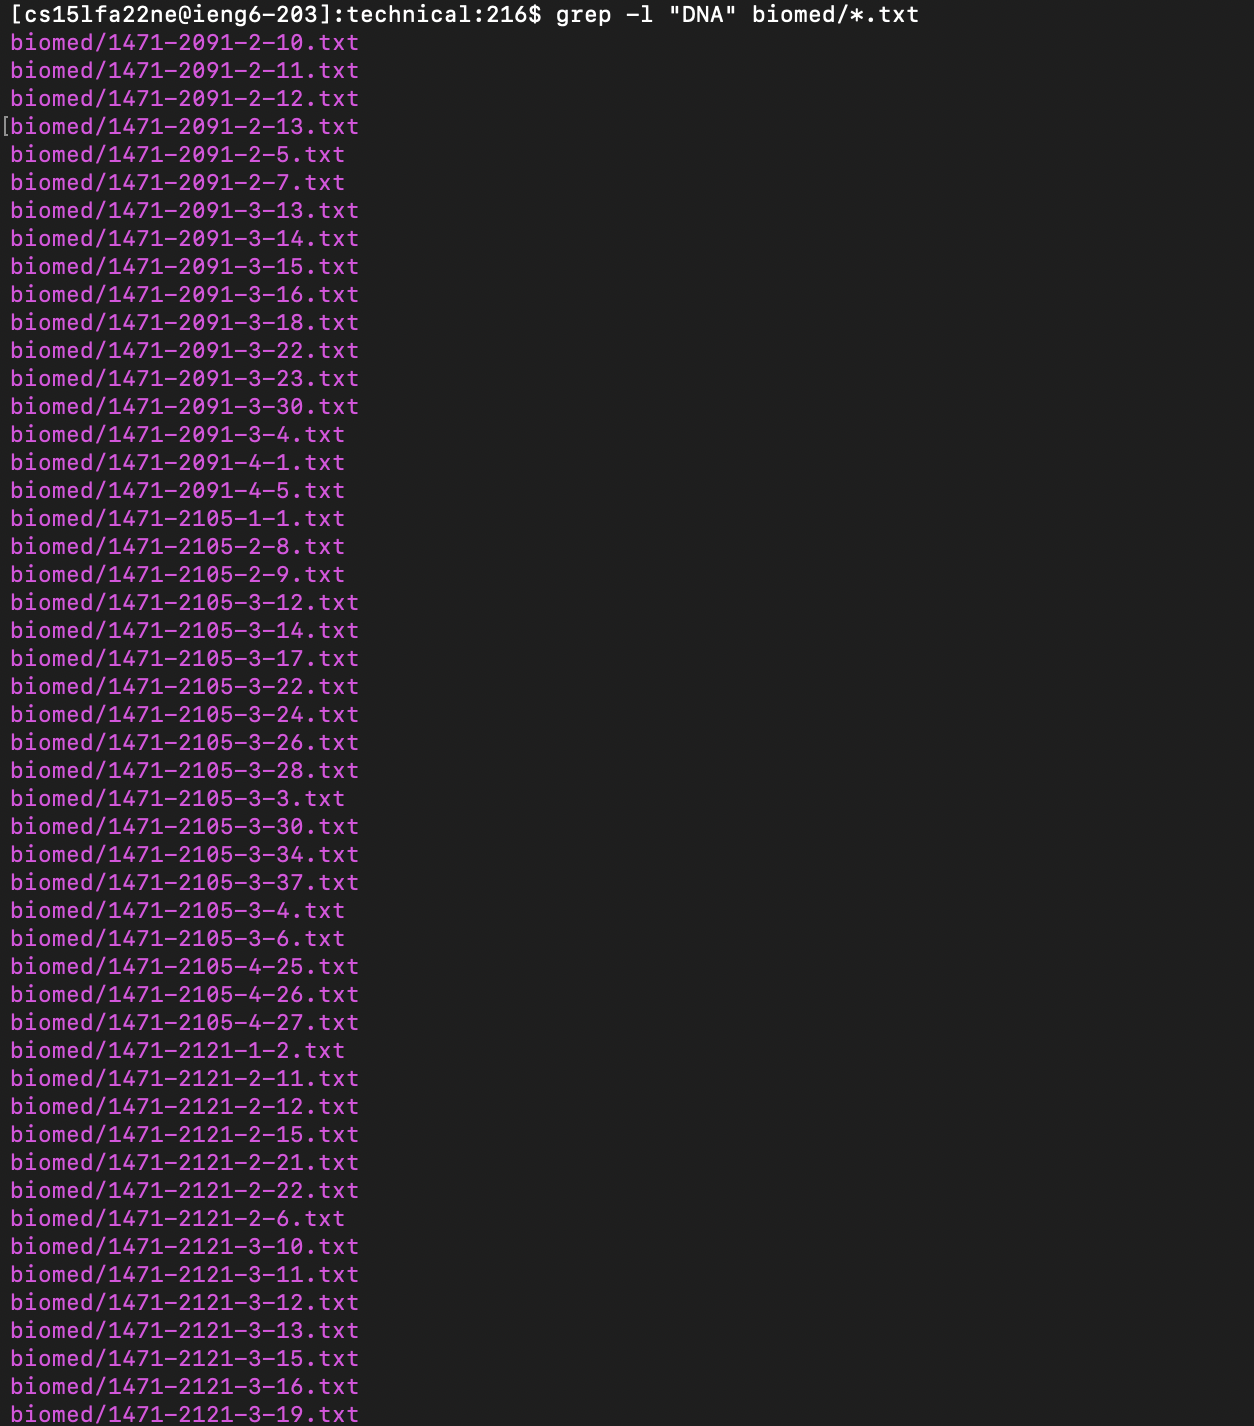 [cs15lfa22ne@ieng6-203]:technical:216$ grep -l "DNA" biomed/*.txt
biomed/1471-2091-2-10.txt
biomed/1471-2091-2-11.txt
biomed/1471-2091-2-12.txt
[biomed/1471-2091-2-13.txt
biomed/1471-2091-2-5.txt
biomed/1471-2091-2-7.txt
biomed/1471-2091-3-13.txt
biomed/1471-2091-3-14.txt
biomed/1471-2091-3-15.txt
biomed/1471-2091-3-16.txt
biomed/1471-2091-3-18.txt
biomed/1471-2091-3-22.txt
biomed/1471-2091-3-23.txt
biomed/1471-2091-3-30.txt
biomed/1471-2091-3-4.txt
biomed/1471-2091-4-1.txt
biomed/1471-2091-4-5.txt
biomed/1471-2105-1-1.txt
biomed/1471-2105-2-8.txt
biomed/1471-2105-2-9.txt
biomed/1471-2105-3-12.txt
biomed/1471-2105-3-14.txt
biomed/1471-2105-3-17.txt
biomed/1471-2105-3-22.txt
biomed/1471-2105-3-24.txt
biomed/1471-2105-3-26.txt
biomed/1471-2105-3-28.txt
biomed/1471-2105-3-3.txt
biomed/1471-2105-3-30.txt
biomed/1471-2105-3-34.txt
biomed/1471-2105-3-37.txt
biomed/1471-2105-3-4.txt
biomed/1471-2105-3-6.txt
biomed/1471-2105-4-25.txt
biomed/1471-2105-4-26.txt
biomed/1471-2105-4-27.txt
biomed/1471-2121-1-2.txt
biomed/1471-2121-2-11.txt
biomed/1471-2121-2-12.txt
biomed/1471-2121-2-15.txt
biomed/1471-2121-2-21.txt
biomed/1471-2121-2-22.txt
biomed/1471-2121-2-6.txt
biomed/1471-2121-3-10.txt
biomed/1471-2121-3-11.txt
biomed/1471-2121-3-12.txt
biomed/1471-2121-3-13.txt
biomed/1471-2121-3-15.txt
biomed/1471-2121-3-16.txt
biomed/1471-2121-3-19.txt